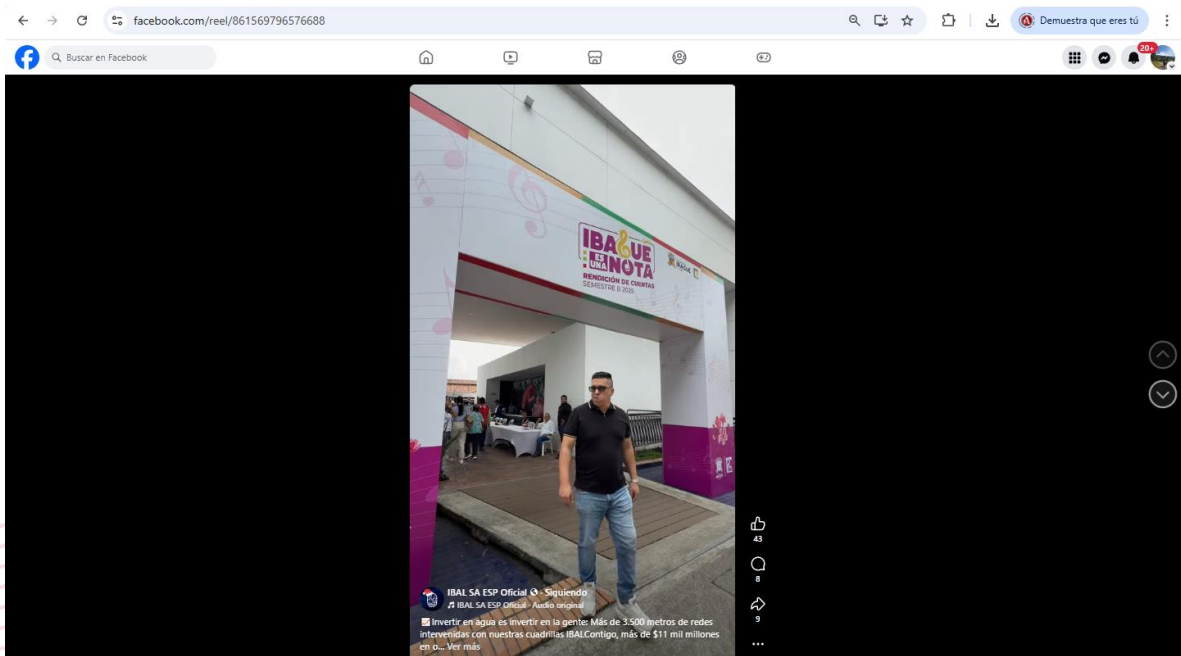 facebook.com/reel/861569796576688
Demuestra que eres tú
Buscar en Facebook
20+
IBAGUE
ES UNA NOTA
RENDICIÓN DE CUENTAS
SEMESTRE B 2025
IBAGUÉ
43
8
9
IBAL SA ESP Oficial · Siguiendo
IBAL SA ESP Oficial · Audio original
Invertir en agua es invertir en la gente: Más de 3.500 metros de redes
intervenidas con nuestras cuadrillas IBALContigo, más de $11 mil millones
en o... Ver más